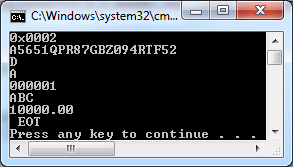 C:\Windows\system32\cm...
0x0002
A5651QPR87GBZ094RTF52
D
A
000001
ABC
10000.00
 EOT
Press any key to continue . . .